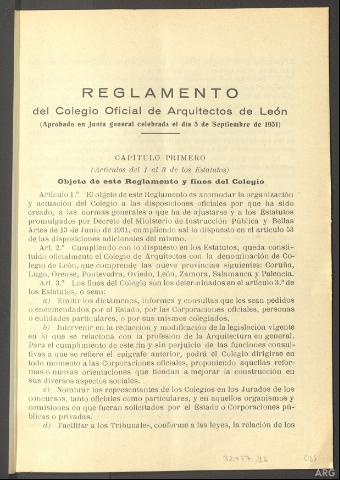 REGLAMENTO
del Colegio Oficial de Arquitectos de León
(Aprobado en Junta general celebrada el día 5 de Septiembre de 1931)
CAPÍTULO PRIMERO
(Artículos del 1 al 3 de los Estatutos)
Objeto de este Reglamento y fines del Colegio
Artículo 1.° El objeto de este Reglamento es acomodar la organización
y actuación del Colegio a las disposiciones oficiales por que ha sido
creado, a las normas generales a que ha de ajustarse y a los Estatutos
promulgados por Decreto del Ministerio de Instrucción Pública y Bellas
Artes de 13 de Junio de 1931, cumpliendo así lo dispuesto en el artículo 53
de las disposiciones adicionales del mismo.
Art. 2.° Cumpliendo con lo dispuesto en los Estatutos, queda consti-
tuído oficialmente el Colegio de Arquitectos con la denominación de Co-
legio de León, que comprende las nueve provincias siguientes: Coruña,
Lugo, Orense, Pontevedra, Oviedo, León, Zamora, Salamanca y Palencia.
Art. 3.° Los fines del Colegio son los determinados en el artículo 3.° de
los Estatutos, o sean:
a) Emitir los dictámenes, informes y consultas que les sean pedidos
o encomendados por el Estado, por las Corporaciones oficiales, personas
o entidades particulares, o por sus mismos colegiados.
b) Intervenir en la redacción y modificación de la legislación vigente
en lo que se relaciona con la profesión de la Arquitectura en general.
Para el cumplimiento de este fin y sin perjuicio de las funciones consul-
tivas a que se refiere el epígrafe anterior, podrá el Colegio dirigirse en
todo momento a las Corporaciones oficiales, proponiendo aquellas refor-
mas o nuevas orientaciones que tiendan a mejorar la construcción en
sus diversos aspectos sociales.
c) Nombrar los representantes de los Colegios en los Jurados de los
concursos, tanto oficiales como particulares, y en aquellos organismos y
comisiones en que fueran solicitados por el Estado o Corporaciones pú-
blicas o privadas.
d) Facilitar a los Tribunales, conforme a las leyes, la relación de los
ARG